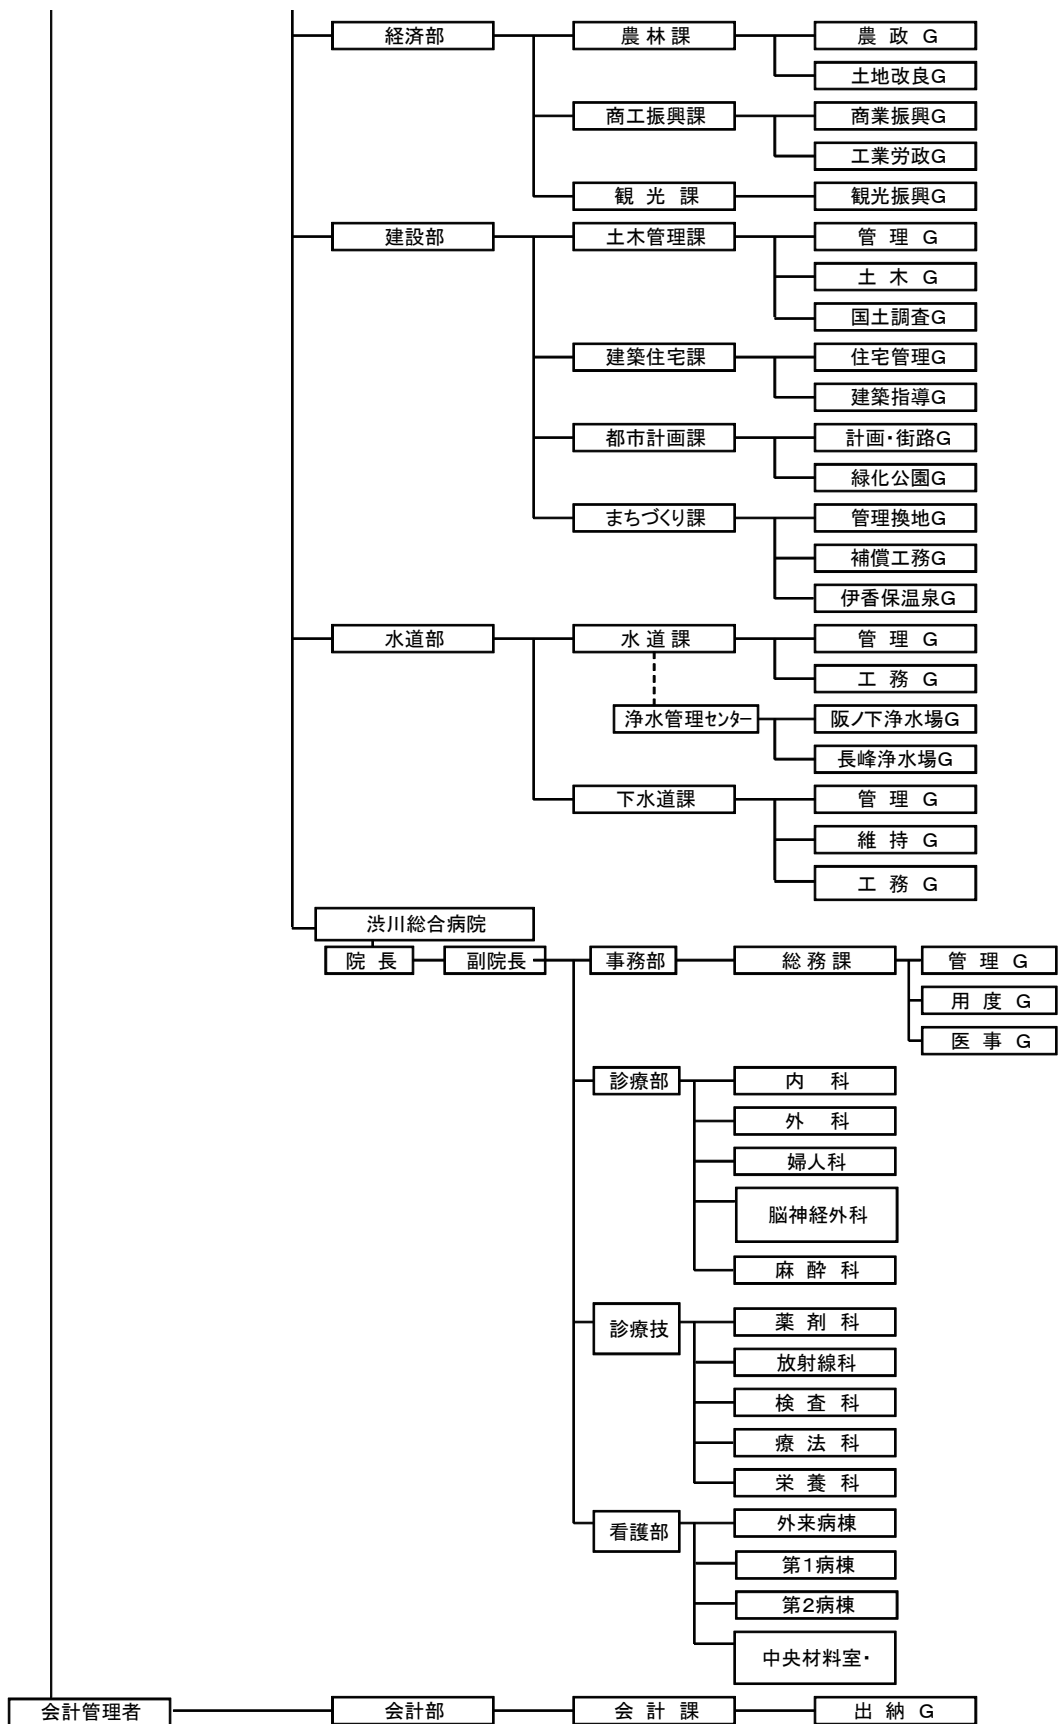 経済部 農林課 農政G
土地改良G
商工振興課 商業振興G
工業労政G
観光課 観光振興G
建設部 土木管理課 管理G
土木G
国土調査G
建築住宅課 住宅管理G
建築指導G
都市計画課 計画・街路G
緑化公園G
まちづくり課 管理換地G
補償工務G
伊香保温泉G
水道部 水道課 管理G
工務G
浄水管理センター 阪ノ下浄水場G
長峰浄水場G
下水道課 管理G
維持G
工務G
渋川総合病院
院長 副院長 事務部 総務課 管理G
用度G
医事G
診療部 内科
外科
婦人科
脳神経外科
麻酔科
診療技 薬剤科
放射線科
検査科
療法科
栄養科
看護部 外来病棟
第1病棟
第2病棟
中央材料室・
会計管理者 会計部 会計課 出納G